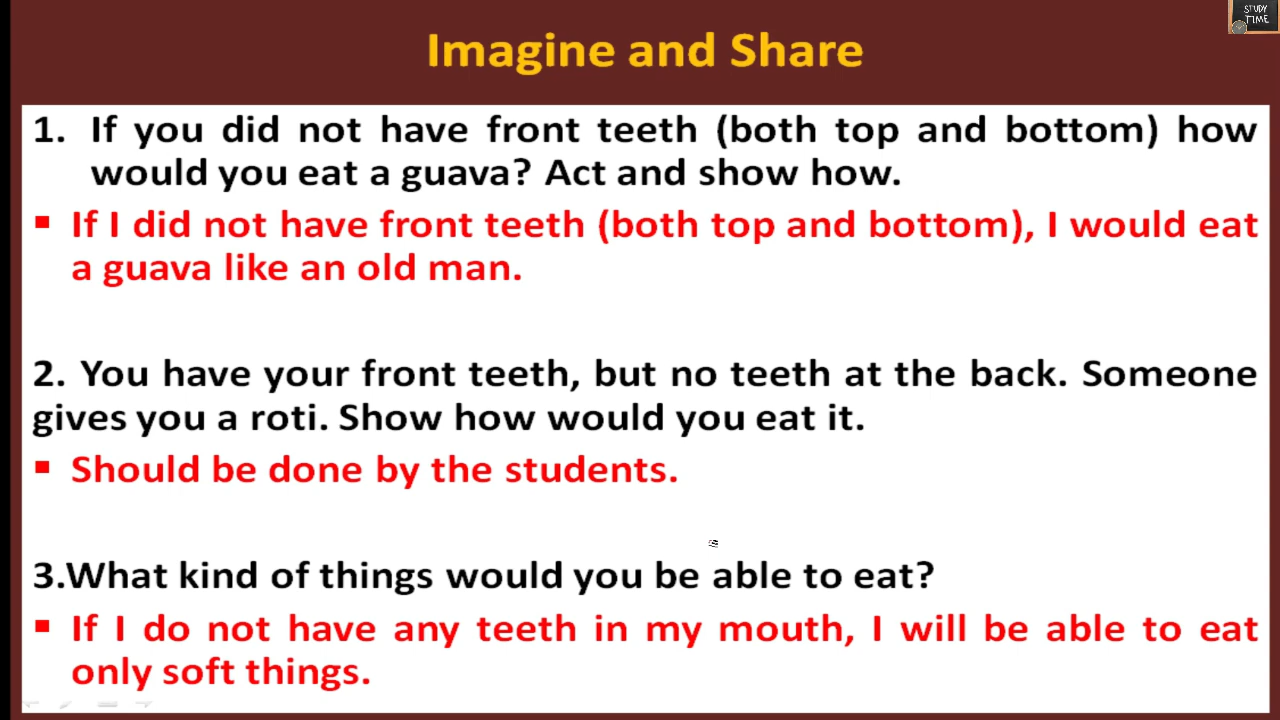 STUDY
TIME
Imagine and Share
1. If you did not have front teeth (both top and bottom) how
would you eat a guava? Act and show how.
▪ If I did not have front teeth (both top and bottom), I would eat
a guava like an old man.
2. You have your front teeth, but no teeth at the back. Someone
gives you a roti. Show how would you eat it.
▪ Should be done by the students.
3.What kind of things would you be able to eat?
▪ If I do not have any teeth in my mouth, I will be able to eat
only soft things.